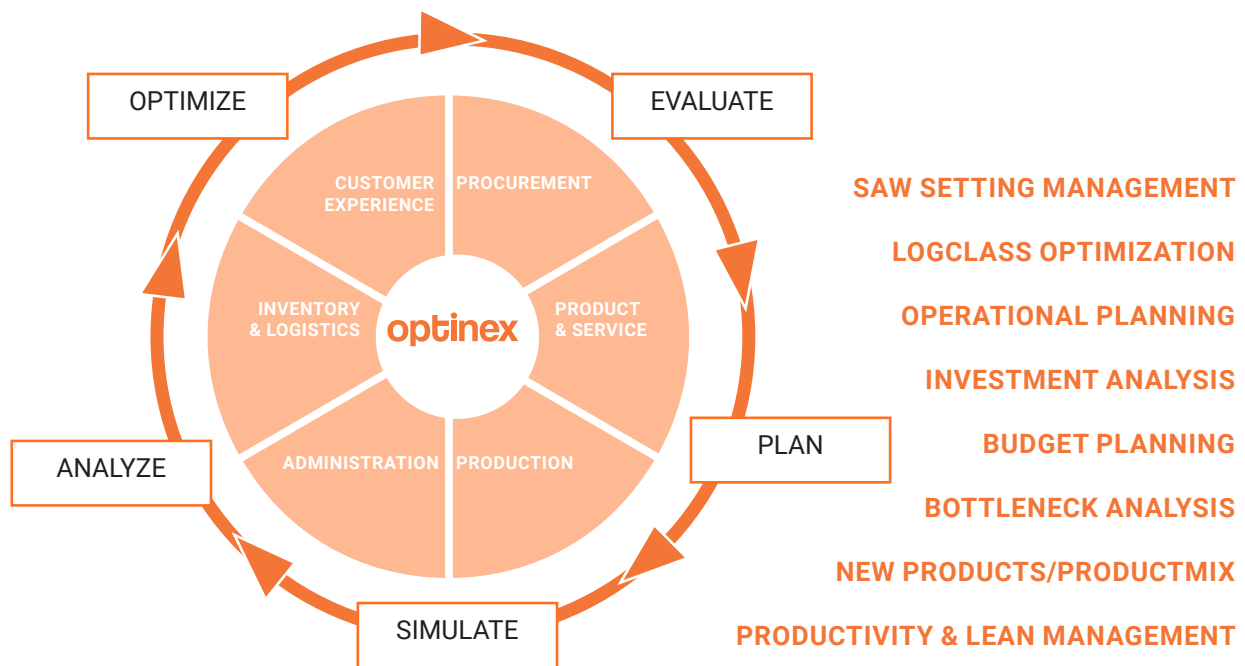 OPTIMIZE
EVALUATE
CUSTOMER
EXPERIENCE
PROCUREMENT
INVENTORY
& LOGISTICS
optinex
PRODUCT
& SERVICE
ADMINISTRATION
PRODUCTION
ANALYZE
PLAN
SIMULATE
SAW SETTING MANAGEMENT
LOGCLASS OPTIMIZATION
OPERATIONAL PLANNING
INVESTMENT ANALYSIS
BUDGET PLANNING
BOTTLENECK ANALYSIS
NEW PRODUCTS/PRODUCTMIX
PRODUCTIVITY & LEAN MANAGEMENT